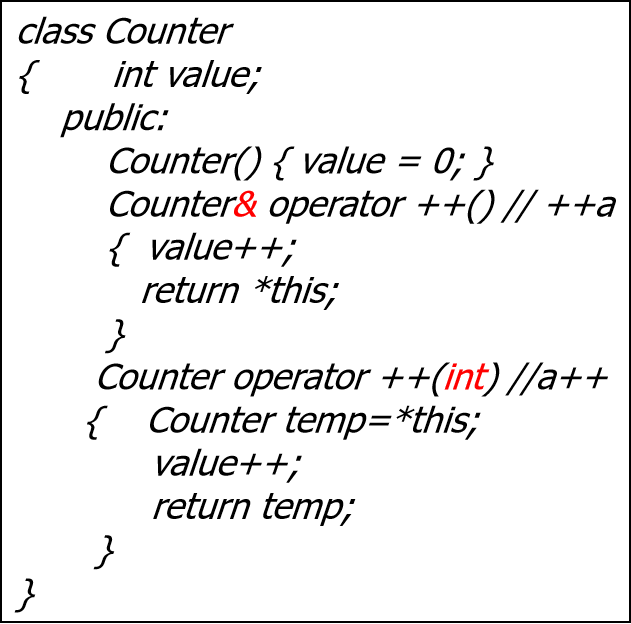 class Counter
{ int value;
public:
Counter() { value = 0; }
Counter& operator ++() // ++a
{ value++;
return *this;
}
Counter operator ++(int) //a++
{ Counter temp=*this;
value++;
return temp;
}
}